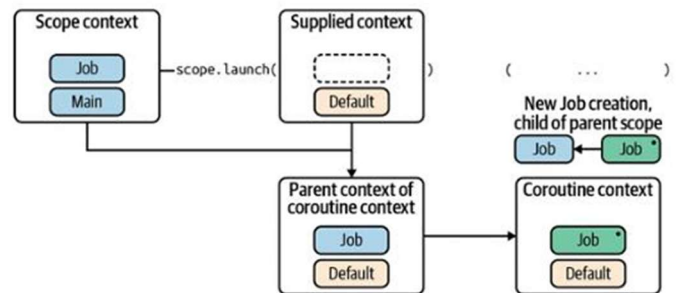 Scope context
Job
Main
scope.launch(
Supplied context
Default
)
( ... )
New Job creation,
child of parent scope
Job
Job
Parent context of
coroutine context
Job
Default
Coroutine context
Job
Default